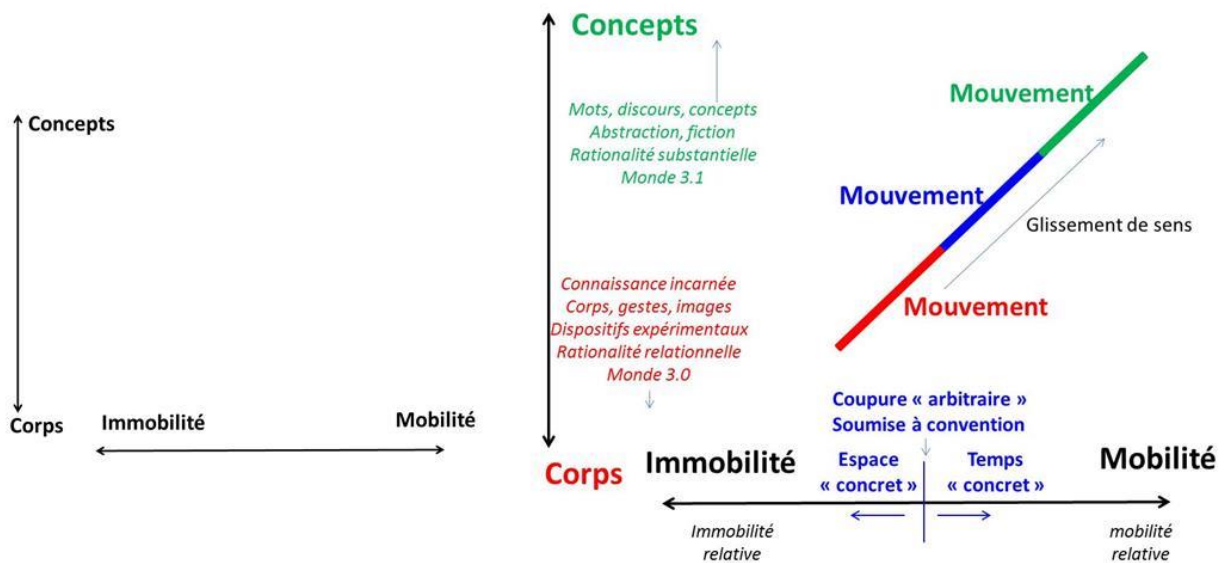 Concepts
Corps
Immobilité
Mobilité
Concepts
Mots, discours, concepts
Abstraction, fiction
Rationalité substantielle
Monde 3.1
Connaissance incarnée
Corps, gestes, images
Dispositifs expérimentaux
Rationalité relationnelle
Monde 3.0
Corps
Mouvement
Mouvement
Glissement de sens
Mouvement
Coupure « arbitraire »
Soumise à convention
Immobilité
Espace
« concret »
Temps
« concret »
Mobilité
Immobilité
relative
mobilité
relative